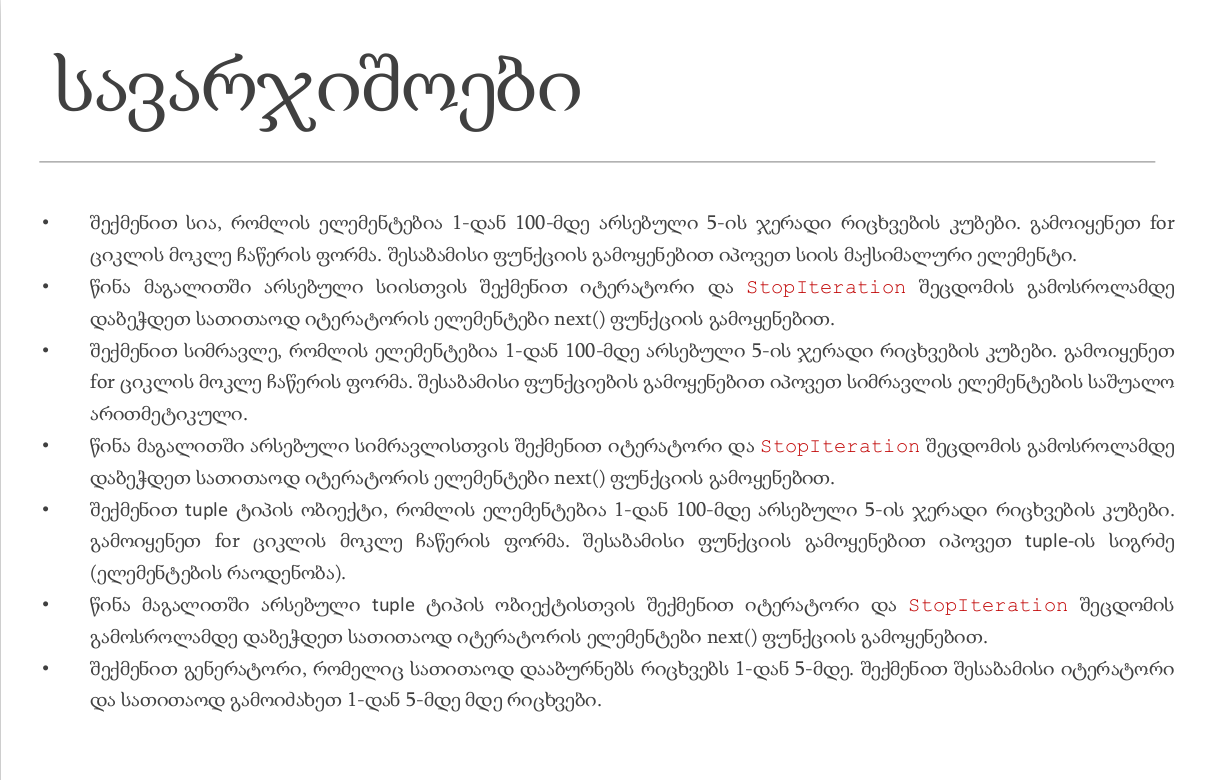 სავარჯიშოები
• შექმენით სია, რომლის ელემენტებია 1-დან 100-მდე არსებული 5-ის ჯერადი რიცხვების კუბები. გამოიყენეთ for
ციკლის მოკლე ჩაწერის ფორმა. შესაბამისი ფუნქციის გამოყენებით იპოვეთ სიის მაქსიმალური ელემენტი.
• წინა მაგალითში არსებული სიისთვის შექმენით იტერატორი და StopIteration შეცდომის გამოსროლამდე
დაბეჭდეთ სათითაოდ იტერატორის ელემენტები next() ფუნქციის გამოყენებით.
• შექმენით სიმრავლე, რომლის ელემენტებია 1-დან 100-მდე არსებული 5-ის ჯერადი რიცხვების კუბები. გამოიყენეთ
for ციკლის მოკლე ჩაწერის ფორმა. შესაბამისი ფუნქციების გამოყენებით იპოვეთ სიმრავლის ელემენტების საშუალო
არითმეტიკული.
• წინა მაგალითში არსებული სიმრავლისთვის შექმენით იტერატორი და StopIteration შეცდომის გამოსროლამდე
დაბეჭდეთ სათითაოდ იტერატორის ელემენტები next() ფუნქციის გამოყენებით.
• შექმენით tuple ტიპის ობიექტი, რომლის ელემენტებია 1-დან 100-მდე არსებული 5-ის ჯერადი რიცხვების კუბები.
გამოიყენეთ for ციკლის მოკლე ჩაწერის ფორმა. შესაბამისი ფუნქციის გამოყენებით იპოვეთ tuple-ის სიგრძე
(ელემენტების რაოდენობა).
• წინა მაგალითში არსებული tuple ტიპის ობიექტისთვის შექმენით იტერატორი და StopIteration შეცდომის
გამოსროლამდე დაბეჭდეთ სათითაოდ იტერატორის ელემენტები next() ფუნქციის გამოყენებით.
• შექმენით გენერატორი, რომელიც სათითაოდ დააბურნებს რიცხვებს 1-დან 5-მდე. შექმენით შესაბამისი იტერატორი
და სათითაოდ გამოიძახეთ 1-დან 5-მდე მდე რიცხვები.